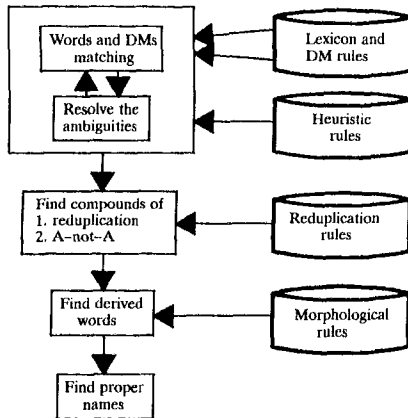 Words and DMs
matching
Lexicon and
DM rules
Resolve the
ambiguities
Heuristic
rules
Find compounds of
1. reduplication
2. A-not-A
Reduplication
rules
Find derived
words
Morphological
rules
Find proper
names